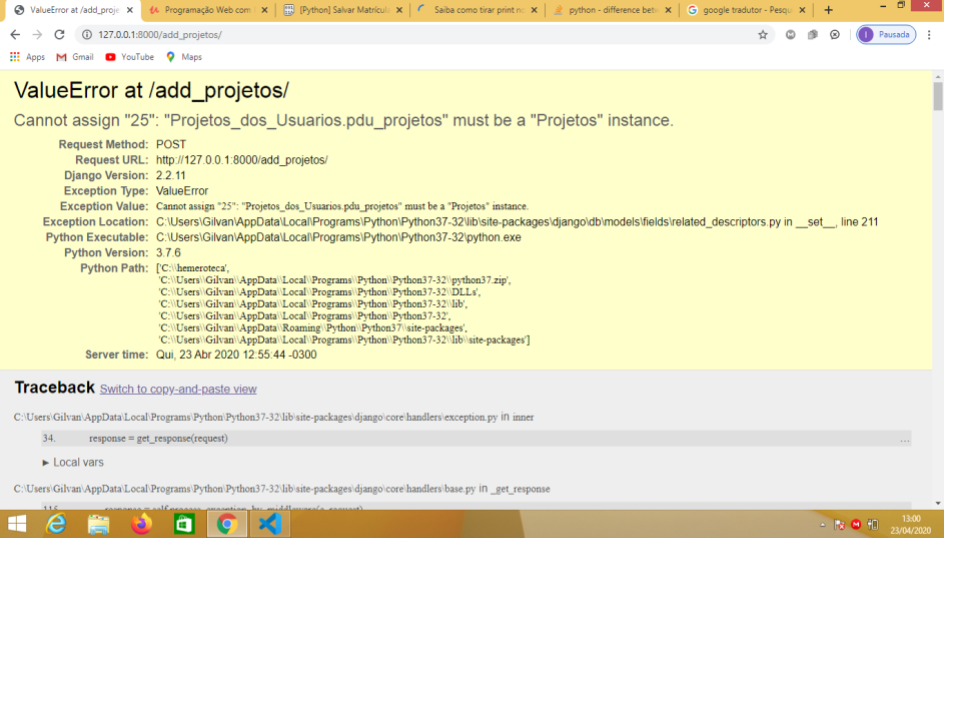 ValueError at /add_proje
Programação Web com
[Python] Salvar Matrícul
Saiba como tirar print no
python - difference betw
google tradutor - Pesqui
127.0.0.1:8000/add_projetos/
I Pausada
Apps Gmail YouTube Maps
ValueError at /add_projetos/
Cannot assign "25": "Projetos_dos_Usuarios.pdu_projetos" must be a "Projetos" instance.
Request Method: POST
Request URL: http://127.0.0.1:8000/add_projetos/
Django Version: 2.2.11
Exception Type: ValueError
Exception Value: Cannot assign "25": "Projetos_dos_Usuarios.pdu_projetos" must be a "Projetos" instance.
Exception Location: C:\Users\Gilvan\AppData\Local\Programs\Python\Python37-32\lib\site-packages\django\db\models\fields\related_descriptors.py in __set__, line 211
Python Executable: C:\Users\Gilvan\AppData\Local\Programs\Python\Python37-32\python.exe
Python Version: 3.7.6
Python Path: ['C:\\hemeroteca',
'C:\\Users\\Gilvan\\AppData\\Local\\Programs\\Python\\Python37-32\\python37.zip',
'C:\\Users\\Gilvan\\AppData\\Local\\Programs\\Python\\Python37-32\\DLLs',
'C:\\Users\\Gilvan\\AppData\\Local\\Programs\\Python\\Python37-32\\lib',
'C:\\Users\\Gilvan\\AppData\\Local\\Programs\\Python\\Python37-32',
'C:\\Users\\Gilvan\\AppData\\Roaming\\Python\\Python37\\site-packages',
'C:\\Users\\Gilvan\\AppData\\Local\\Programs\\Python\\Python37-32\\lib\\site-packages']
Server time: Qui, 23 Abr 2020 12:55:44 -0300
Traceback Switch to copy-and-paste view
C:\Users\Gilvan\AppData\Local\Programs\Python\Python37-32\lib\site-packages\django\core\handlers\exception.py in inner
34. response = get_response(request) …
► Local vars
C:\Users\Gilvan\AppData\Local\Programs\Python\Python37-32\lib\site-packages\django\core\handlers\base.py in _get_response
115. response = self.process_exception_by_middleware(e, request)
13:00
23/04/2020